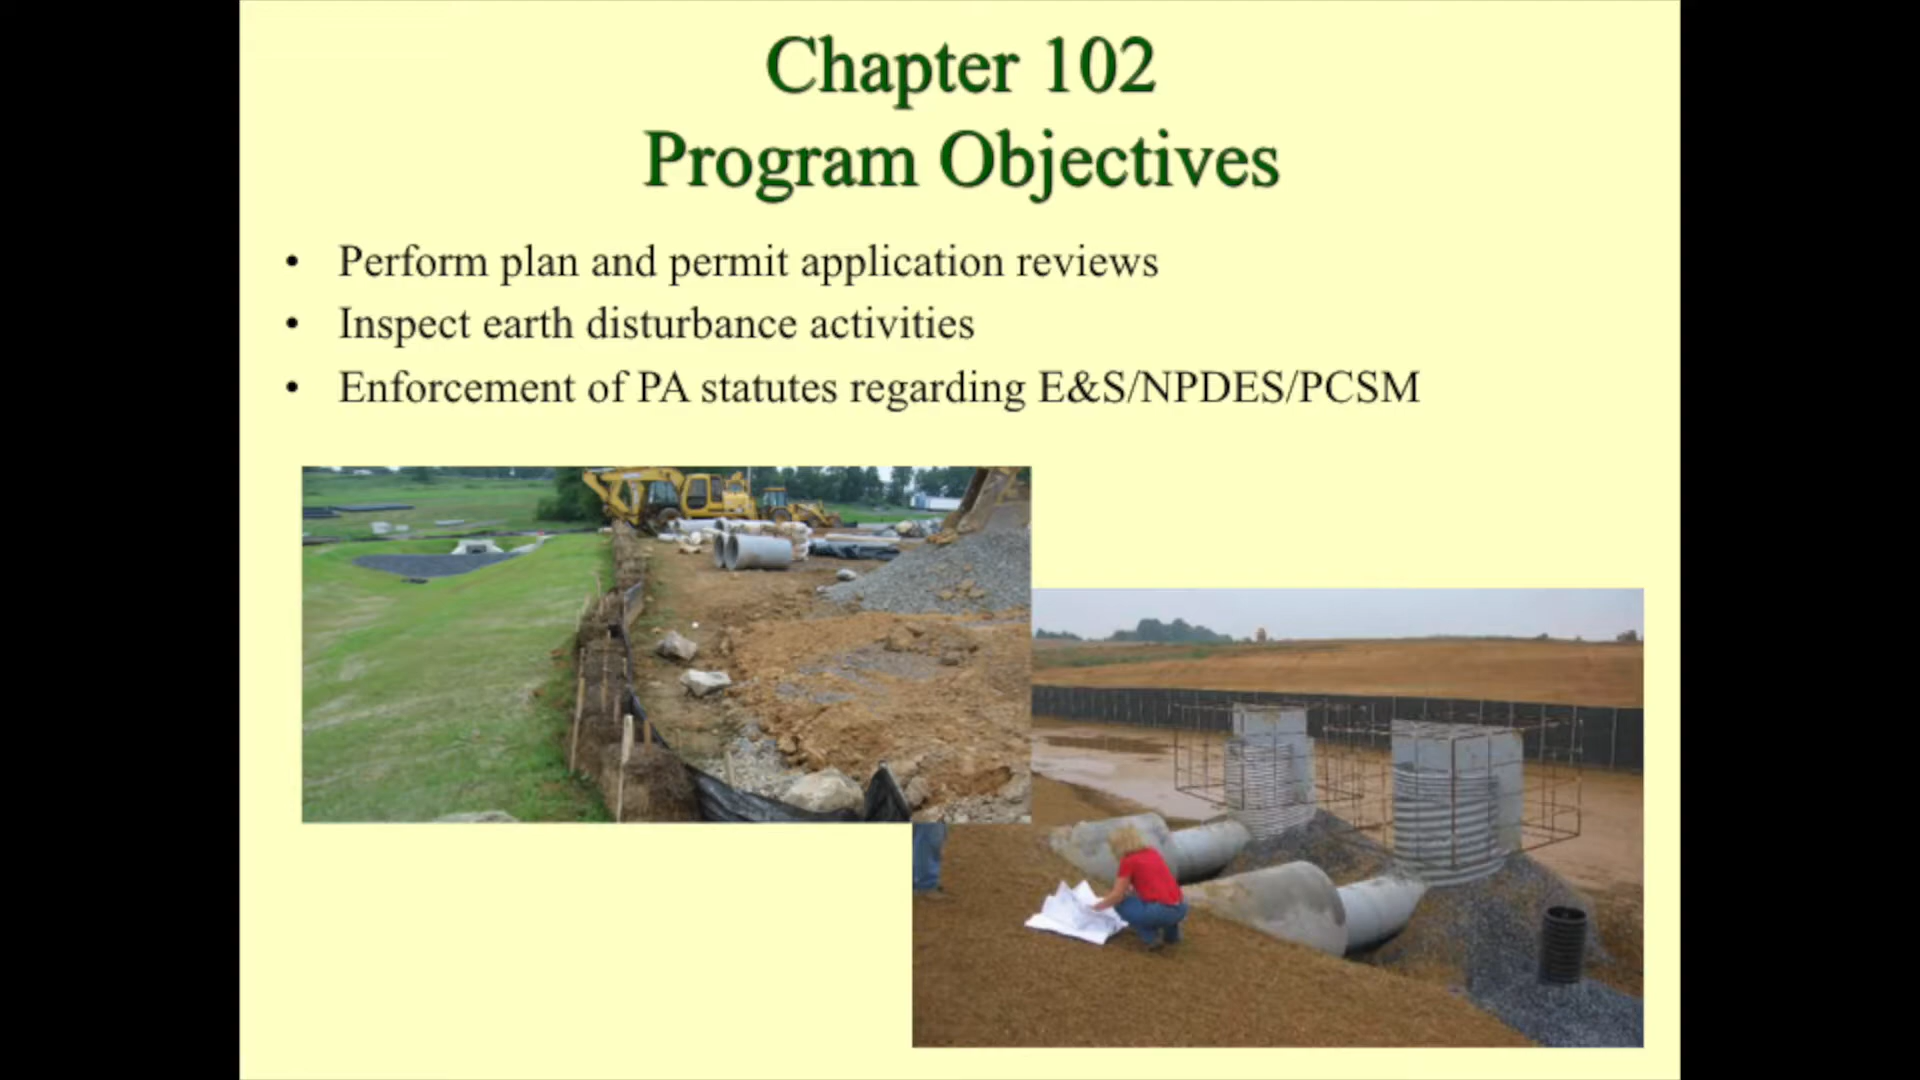 Chapter 102
Program Objectives
• Perform plan and permit application reviews
• Inspect earth disturbance activities
• Enforcement of PA statutes regarding E&S/NPDES/PCSM